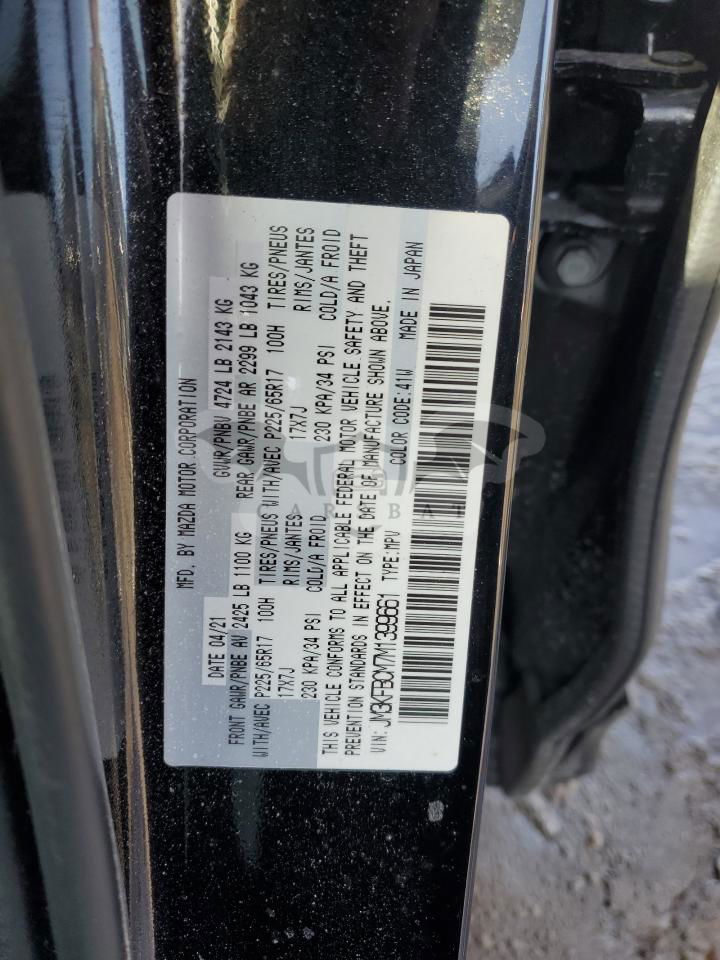 MFD. BY MAZDA MOTOR CORPORATION
DATE 04/21 GVWR/PNBV 4724 LB 2143 KG
FRONT GAWR/PNBE AV 2425 LB 1100 KG REAR GAWR/PNBE AR 2299 LB 1043 KG
WITH/AVEC P225/65R17 100H TIRES/PNEUS WITH/AVEC P225/65R17 100H TIRES/PNEUS
17X7J RIMS/JANTES 17X7J RIMS/JANTES
230 KPA/34 PSI COLD/A FROID 230 KPA/34 PSI COLD/A FROID
THIS VEHICLE CONFORMS TO ALL APPLICABLE FEDERAL MOTOR VEHICLE SAFETY AND THEFT
PREVENTION STANDARDS IN EFFECT ON THE DATE OF MANUFACTURE SHOWN ABOVE.
VIN: JM3KFBCM7M1399661 TYPE: MPV COLOR CODE: 41W MADE IN JAPAN